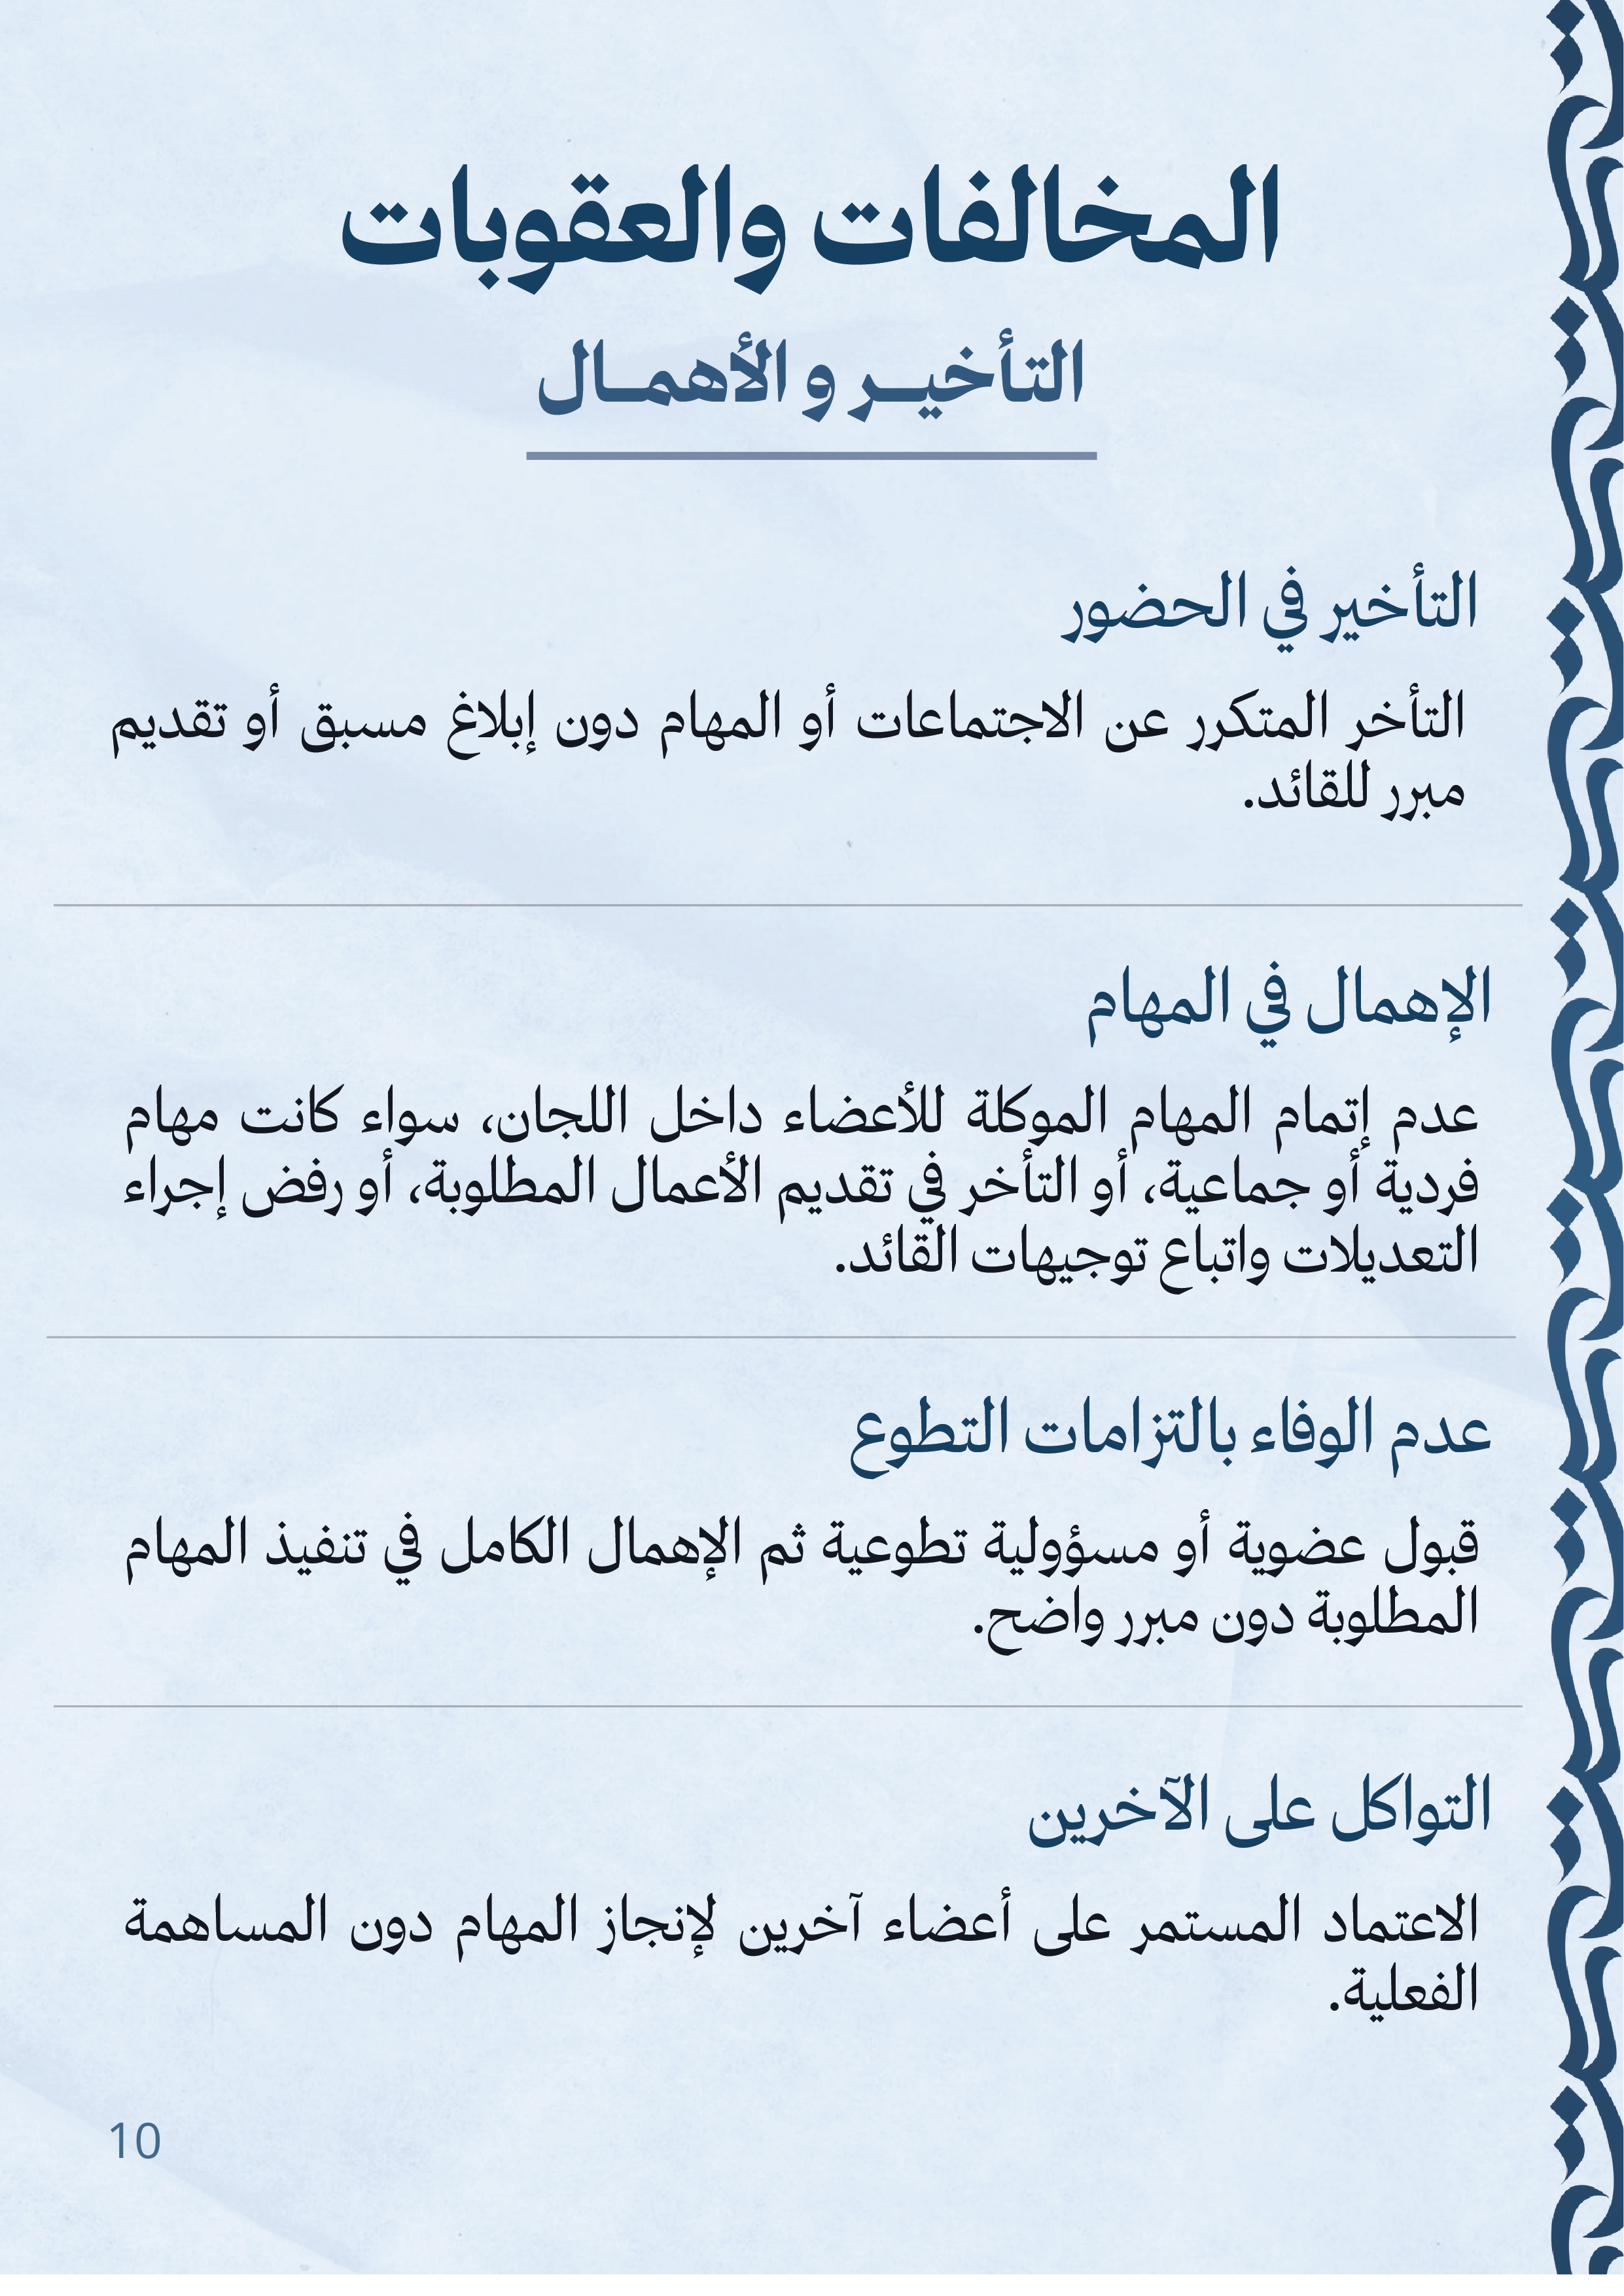 المخالفات والعقوبات
التأخيـــر و الأهمـــال
التأخير في الحضور
التأخر المتكرر عن الاجتماعات أو المهام دون إبلاغ مسبق أو تقديم
مبرر للقائد.
الإهمال في المهام
عدم إتمام المهام الموكلة للأعضاء داخل اللجان، سواء كانت مهام
فردية أو جماعية، أو التأخر في تقديم الأعمال المطلوبة، أو رفض إجراء
التعديلات واتباع توجيهات القائد.
عدم الوفاء بالتزامات التطوع
قبول عضوية أو مسؤولية تطوعية ثم الإهمال الكامل في تنفيذ المهام
المطلوبة دون مبرر واضح.
التواكل على الآخرين
الاعتماد المستمر على أعضاء آخرين لإنجاز المهام دون المساهمة
الفعلية.
10